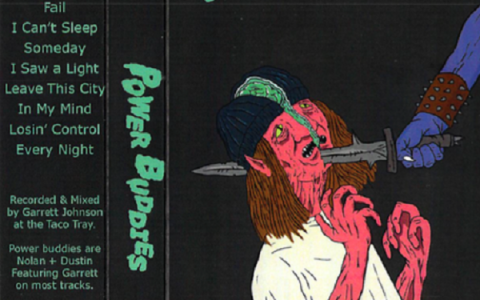 Fail
I Can't Sleep
Someday
I Saw a Light
Leave This City
In My Mind
Losin' Control
Every Night
Recorded & Mixed
by Garrett Johnson
at the Taco Tray.
Power buddies are
Nolan + Dustin
Featuring Garrett
on most tracks.
POWER BUDDIES